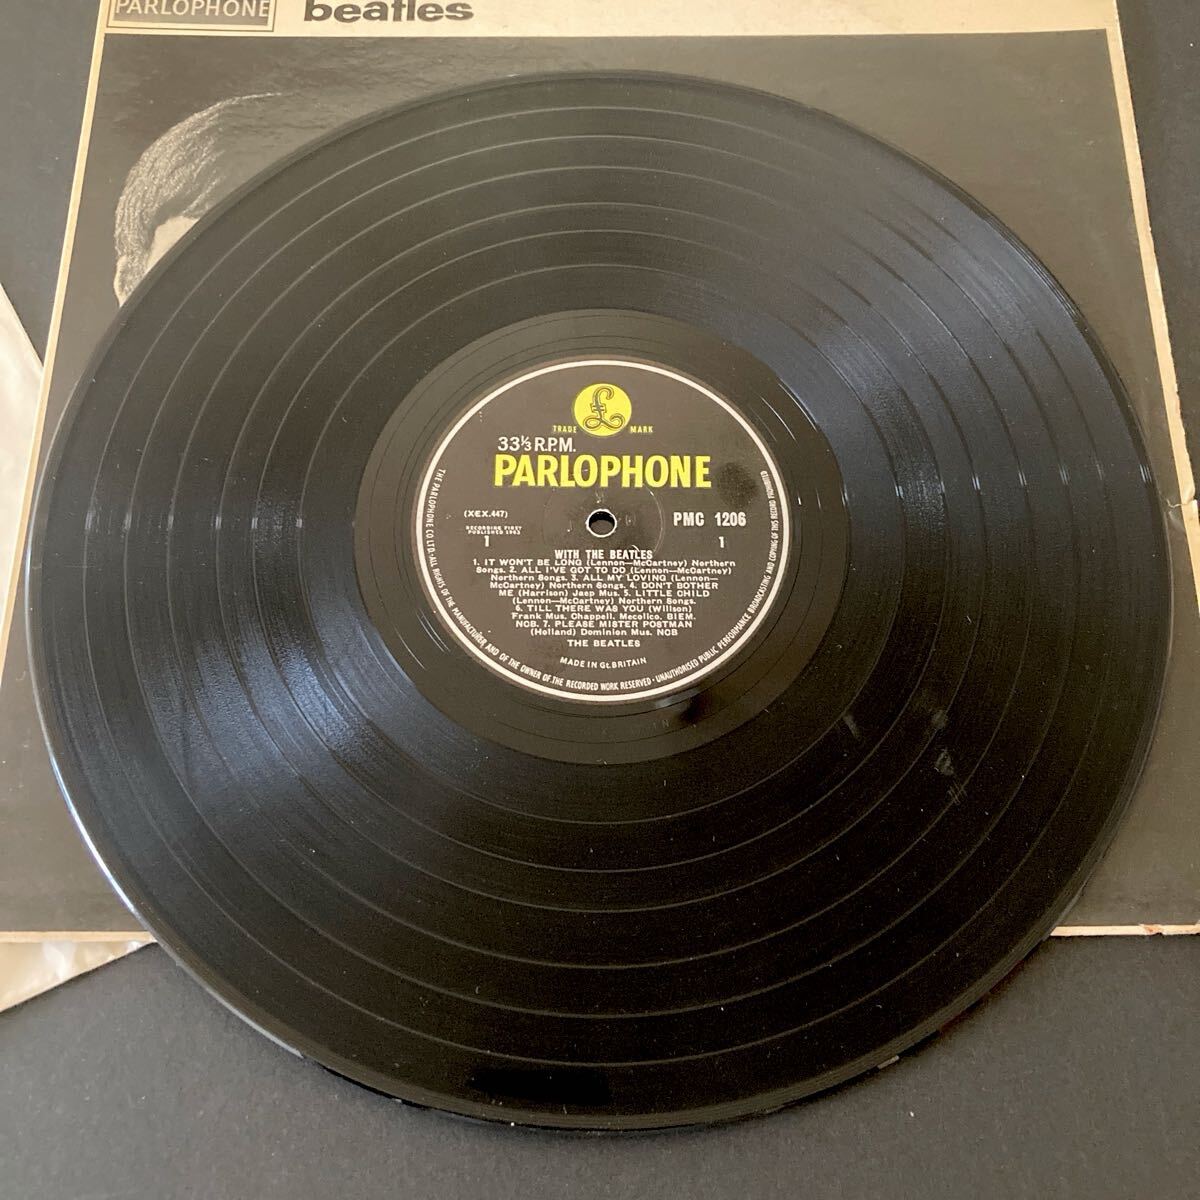 PARLOPHONE
beatles
£
TRADE MARK
33⅓ R.P.M.
PARLOPHONE
(XEX.447)
PMC 1206
RECORDING FIRST
PUBLISHED 1963
1
1
WITH THE BEATLES
1. IT WON'T BE LONG (Lennon—McCartney) Northern
Songs. 2. ALL I'VE GOT TO DO (Lennon—McCartney)
Northern Songs. 3. ALL MY LOVING (Lennon—
McCartney) Northern Songs. 4. DON'T BOTHER
ME (Harrison) Jaep Mus. 5. LITTLE CHILD
(Lennon—McCartney) Northern Songs.
6. TILL THERE WAS YOU (Willson)
Frank Mus. Chappell. Mecolico. BIEM.
NCB. 7. PLEASE MISTER POSTMAN
(Holland) Dominion Mus. NCB
THE BEATLES
MADE IN Gt. BRITAIN
THE PARLOPHONE CO LTD·ALL RIGHTS OF THE MANUFACTURER AND OF THE OWNER OF THE RECORDED WORK RESERVED·UNAUTHORISED PUBLIC PERFORMANCE BROADCASTING AND COPYING OF THIS RECORD PROHIBITED